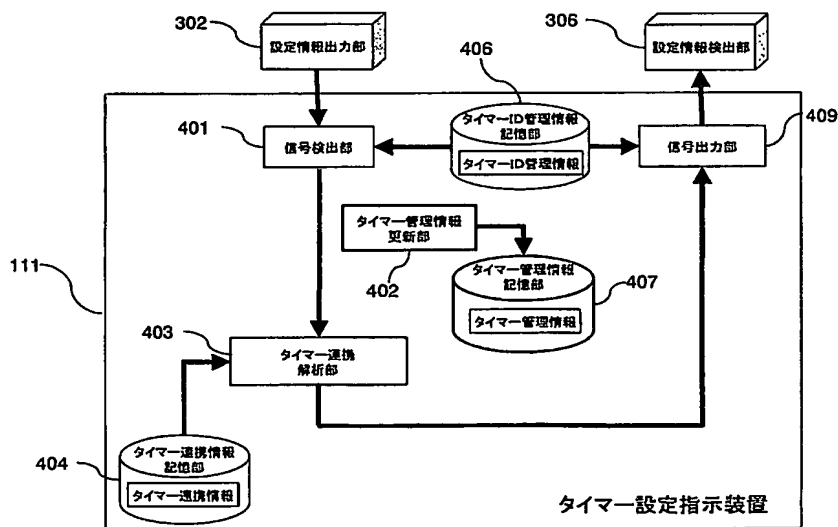 302
設定情報出力部
306
設定情報検出部
406
タイマーID管理情報
記憶部
タイマーID管理情報
401
信号検出部
409
信号出力部
タイマー管理情報
更新部
402
タイマー管理情報
記憶部
タイマー管理情報
407
111
403
タイマー連携
解析部
404
タイマー連携情報
記憶部
タイマー連携情報
タイマー設定指示装置